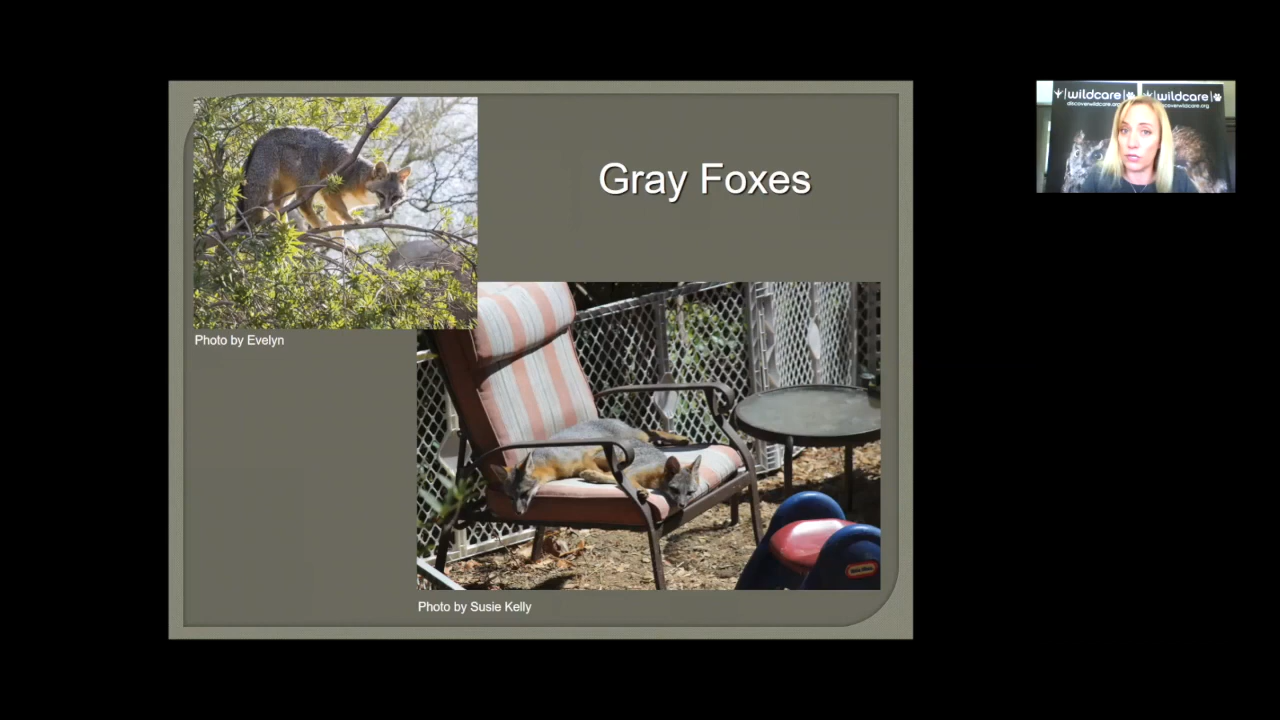 Gray Foxes
Photo by Evelyn
Photo by Susie Kelly
wildcare
discoverwildcare.org
wildcare
discoverwildcare.org